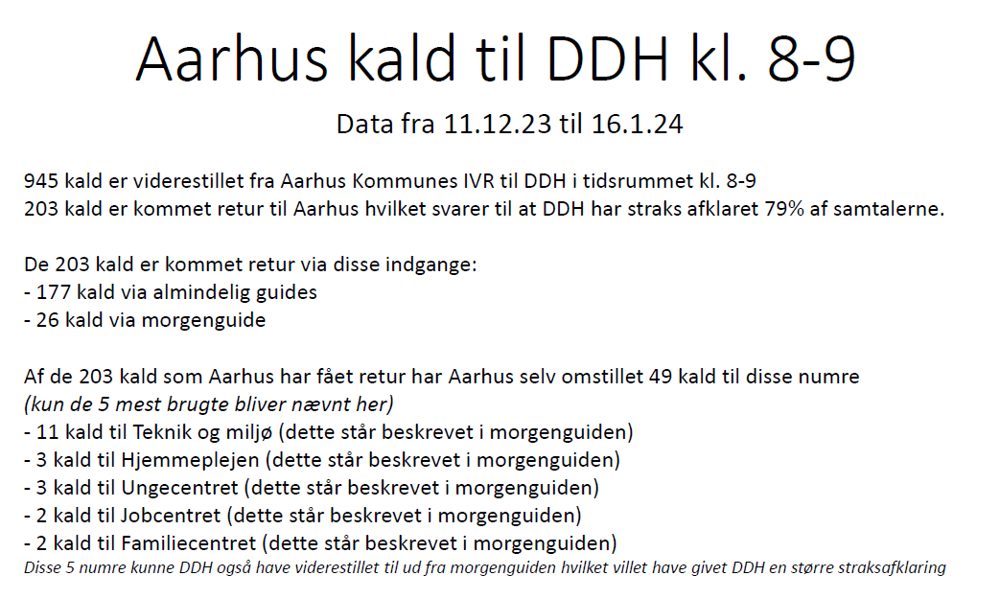 Aarhus kald til DDH kl. 8-9
Data fra 11.12.23 til 16.1.24
945 kald er viderestillet fra Aarhus Kommunes IVR til DDH i tidsrummet kl. 8-9
203 kald er kommet retur til Aarhus hvilket svarer til at DDH har straks afklaret 79% af samtalerne.
De 203 kald er kommet retur via disse indgange:
- 177 kald via almindelig guides
- 26 kald via morgenguide
Af de 203 kald som Aarhus har fået retur har Aarhus selv omstillet 49 kald til disse numre
(kun de 5 mest brugte bliver nævnt her)
- 11 kald til Teknik og miljø (dette står beskrevet i morgenguiden)
- 3 kald til Hjemmeplejen (dette står beskrevet i morgenguiden)
- 3 kald til Ungecentret (dette står beskrevet i morgenguiden)
- 2 kald til Jobcentret (dette står beskrevet i morgenguiden)
- 2 kald til Familiecentret (dette står beskrevet i morgenguiden)
Disse 5 numre kunne DDH også have viderestillet til ud fra morgenguiden hvilket villet have givet DDH en større straksafklaring